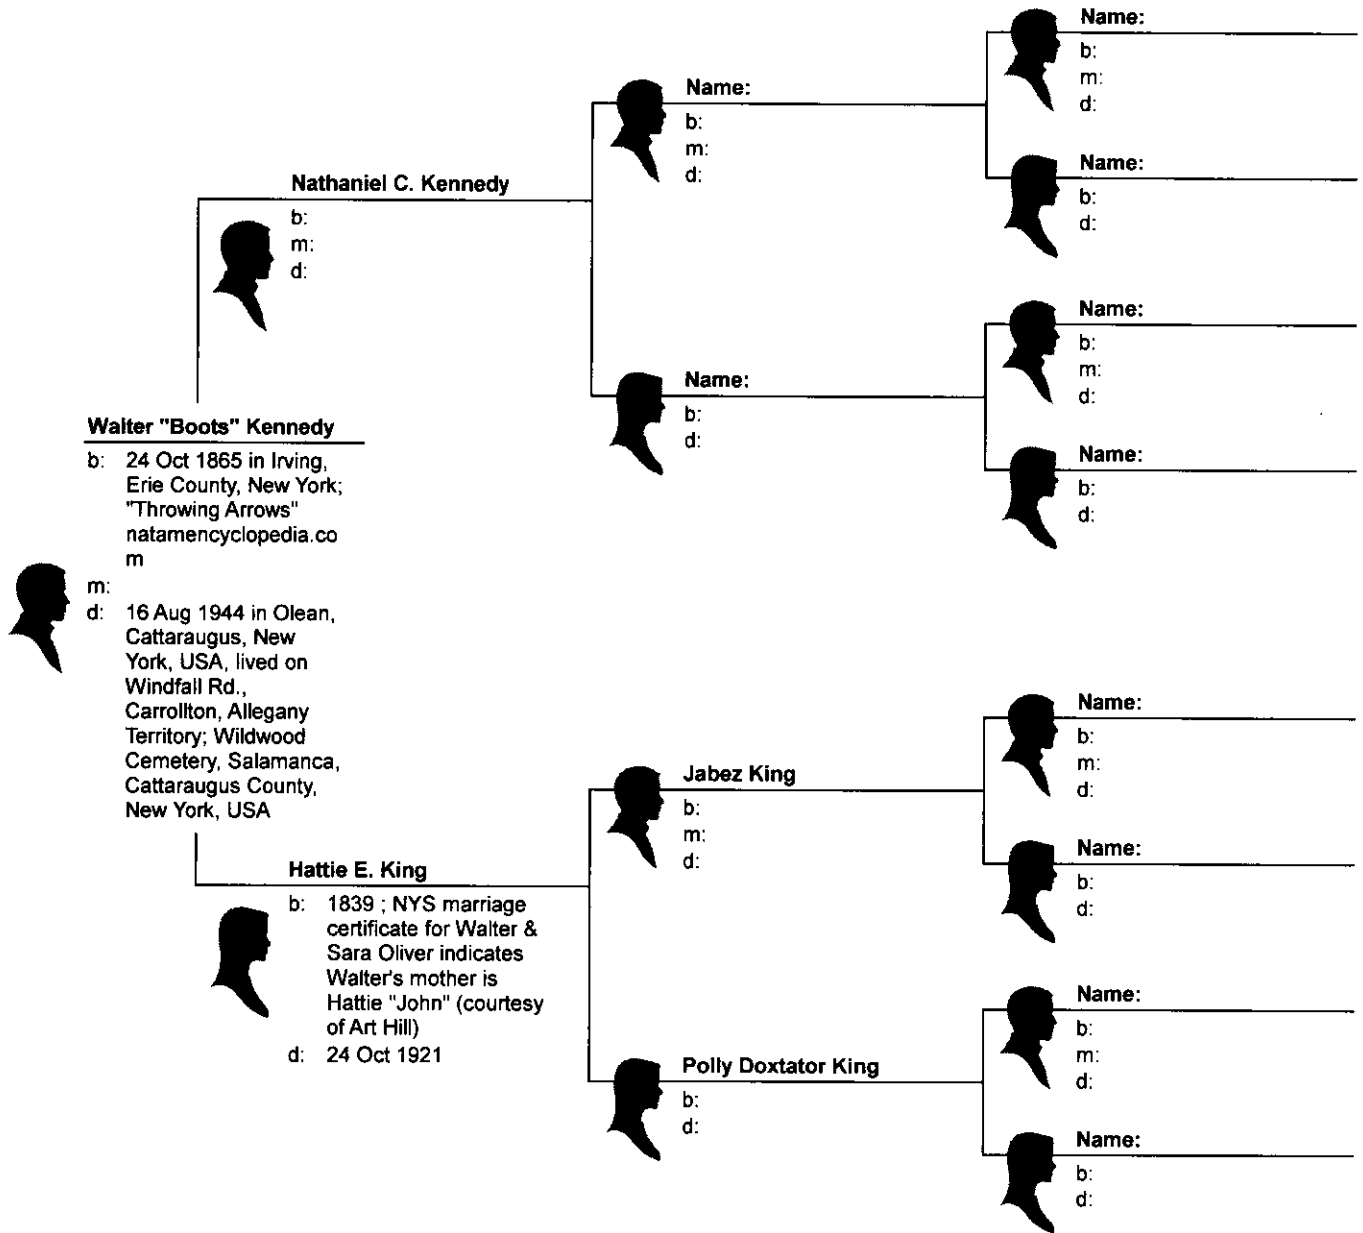 Name:
b:
m:
d:
Name:
b:
m:
d:
Name:
b:
d:
Nathaniel C. Kennedy
b:
m:
d:
Name:
b:
m:
d:
Name:
b:
d:
Name:
b:
d:
Walter "Boots" Kennedy
b: 24 Oct 1865 in Irving,
Erie County, New York;
"Throwing Arrows"
natamencyclopedia.co
m
m:
d: 16 Aug 1944 in Olean,
Cattaraugus, New
York, USA, lived on
Windfall Rd.,
Carrollton, Allegany
Territory; Wildwood
Cemetery, Salamanca,
Cattaraugus County,
New York, USA
Name:
b:
m:
d:
Jabez King
b:
m:
d:
Name:
b:
d:
Hattie E. King
b: 1839 ; NYS marriage
certificate for Walter &
Sara Oliver indicates
Walter's mother is
Hattie "John" (courtesy
of Art Hill)
d: 24 Oct 1921
Name:
b:
m:
d:
Polly Doxtator King
b:
d:
Name:
b:
d: